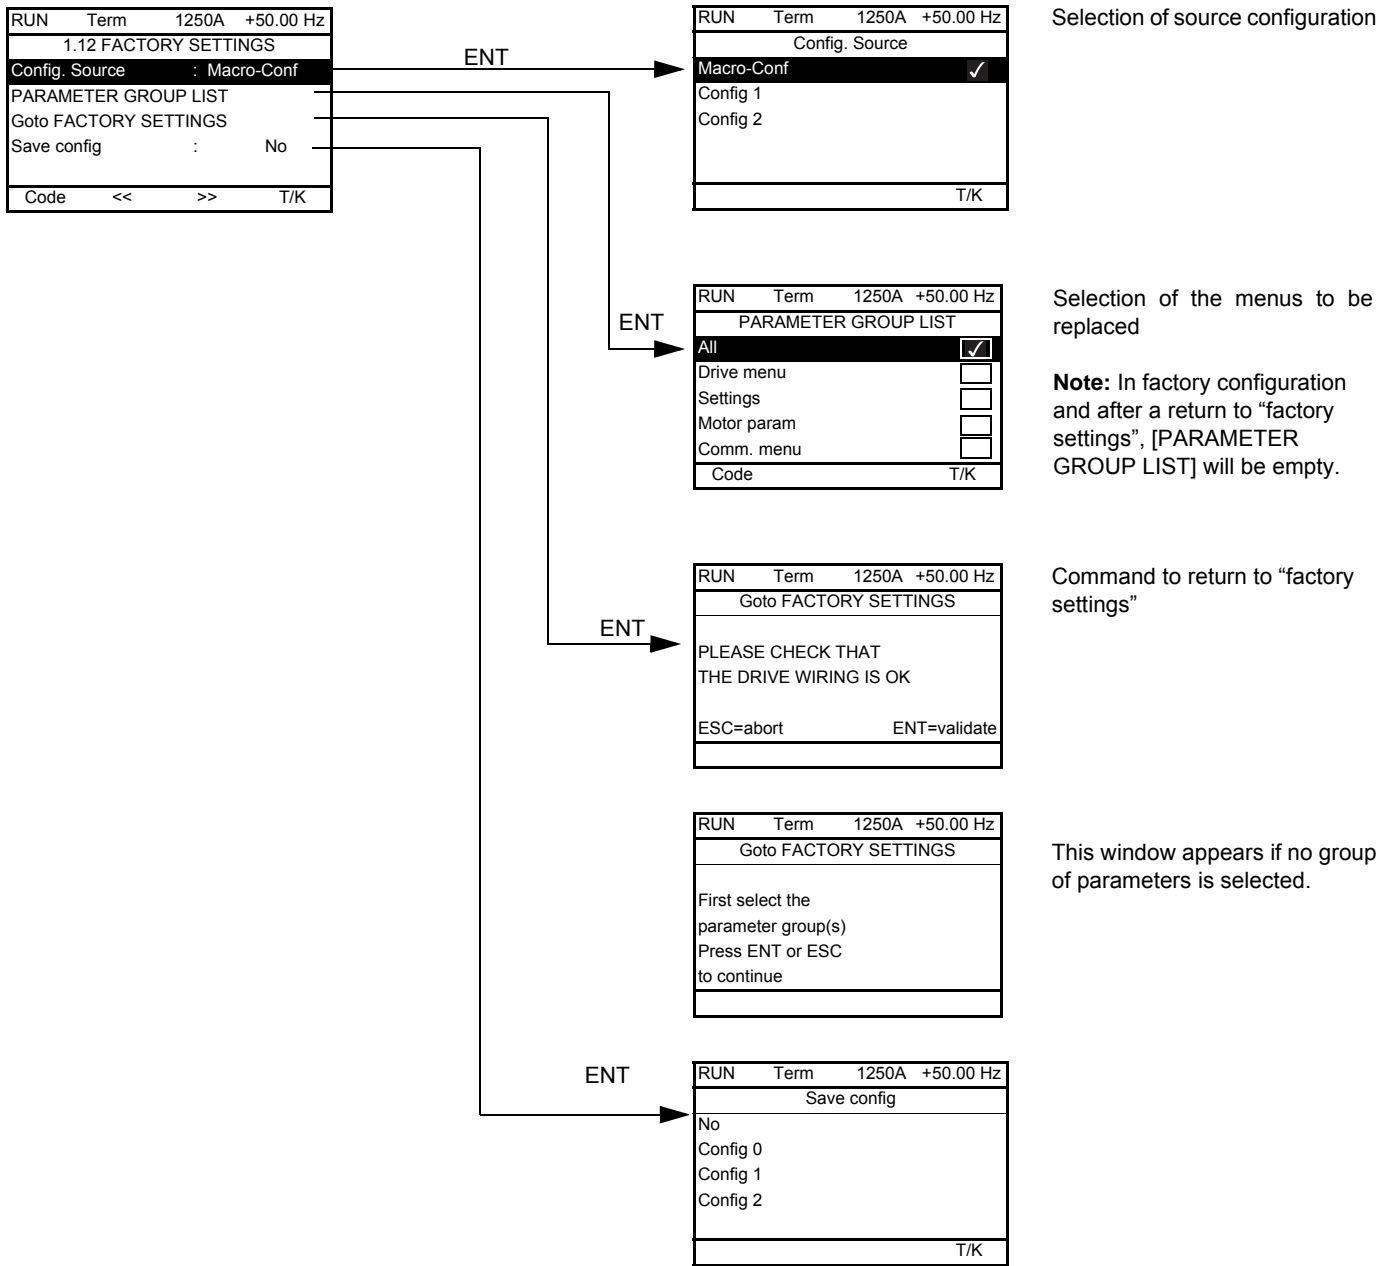 RUN Term 1250A +50.00 Hz
1.12 FACTORY SETTINGS
Config. Source : Macro-Conf
PARAMETER GROUP LIST
Goto FACTORY SETTINGS
Save config : No
Code << >> T/K
ENT
RUN Term 1250A +50.00 Hz
Config. Source
Macro-Conf ✓
Config 1
Config 2
T/K
Selection of source configuration
ENT
RUN Term 1250A +50.00 Hz
PARAMETER GROUP LIST
All ✓
Drive menu
Settings
Motor param
Comm. menu
Code T/K
Selection of the menus to be
replaced
Note: In factory configuration
and after a return to “factory
settings”, [PARAMETER
GROUP LIST] will be empty.
ENT
RUN Term 1250A +50.00 Hz
Goto FACTORY SETTINGS
PLEASE CHECK THAT
THE DRIVE WIRING IS OK
ESC=abort ENT=validate
Command to return to “factory
settings”
RUN Term 1250A +50.00 Hz
Goto FACTORY SETTINGS
First select the
parameter group(s)
Press ENT or ESC
to continue
This window appears if no group
of parameters is selected.
ENT
RUN Term 1250A +50.00 Hz
Save config
No
Config 0
Config 1
Config 2
T/K